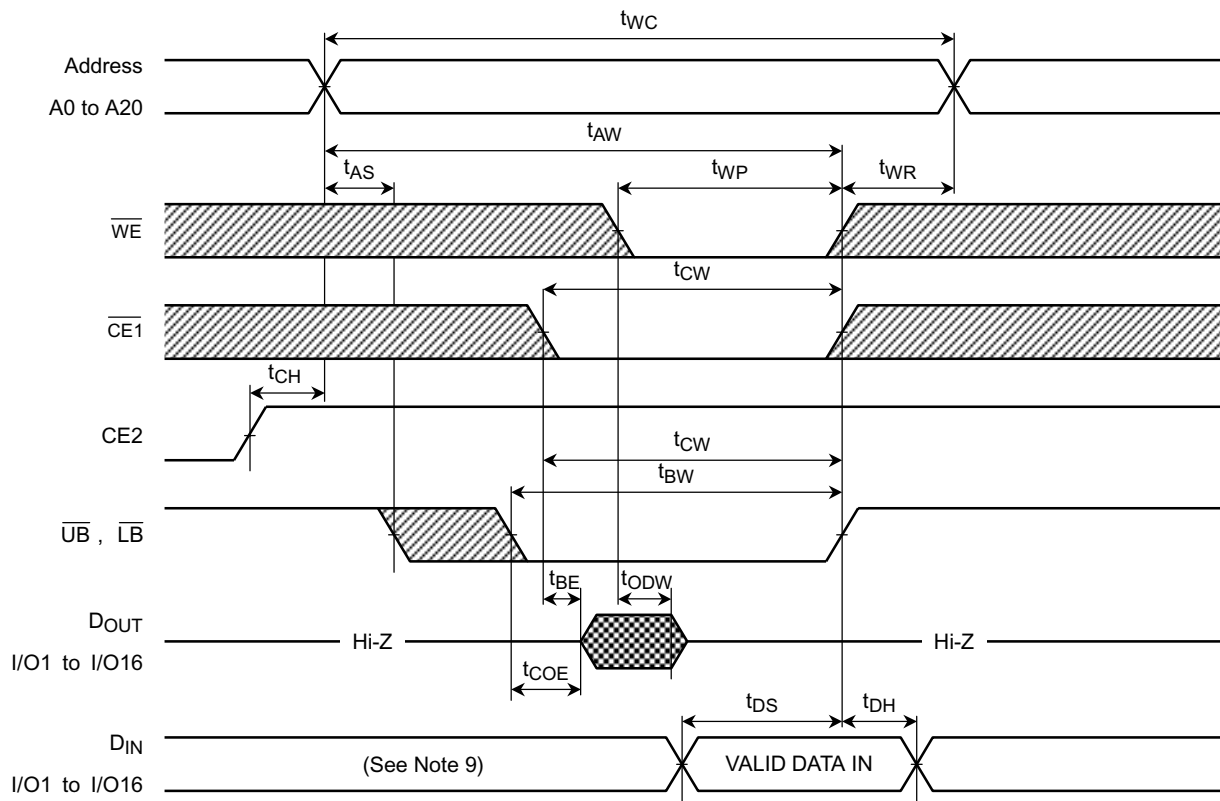 tWC
Address
A0 to A20
tAW
tAS
tWP
tWR
WE
tCW
CE1
tCH
CE2
tCW
tBW
UB , LB
tBE
tODW
DOUT
Hi-Z
Hi-Z
I/O1 to I/O16
tCOE
tDS
tDH
DIN
(See Note 9)
VALID DATA IN
I/O1 to I/O16